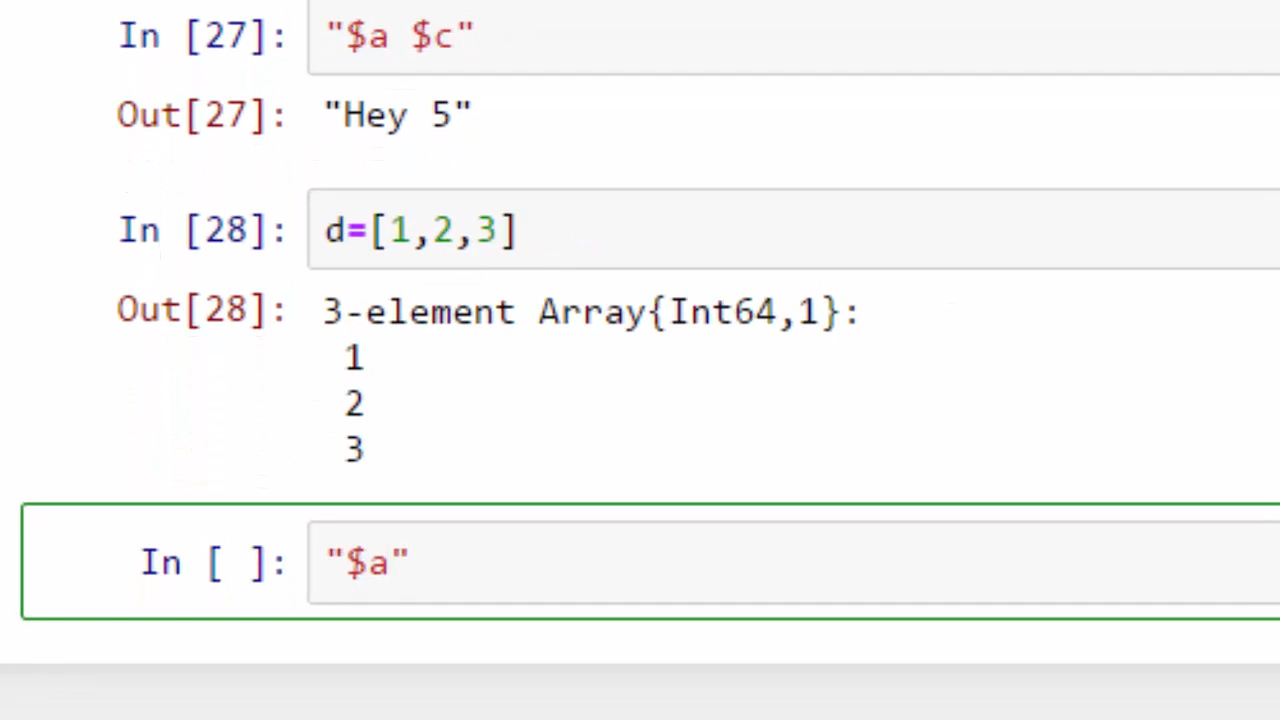 In [27]: "$a $c"
Out[27]: "Hey 5"
In [28]: d=[1,2,3]
Out[28]: 3-element Array{Int64,1}:
1
2
3
In [ ]: "$a"